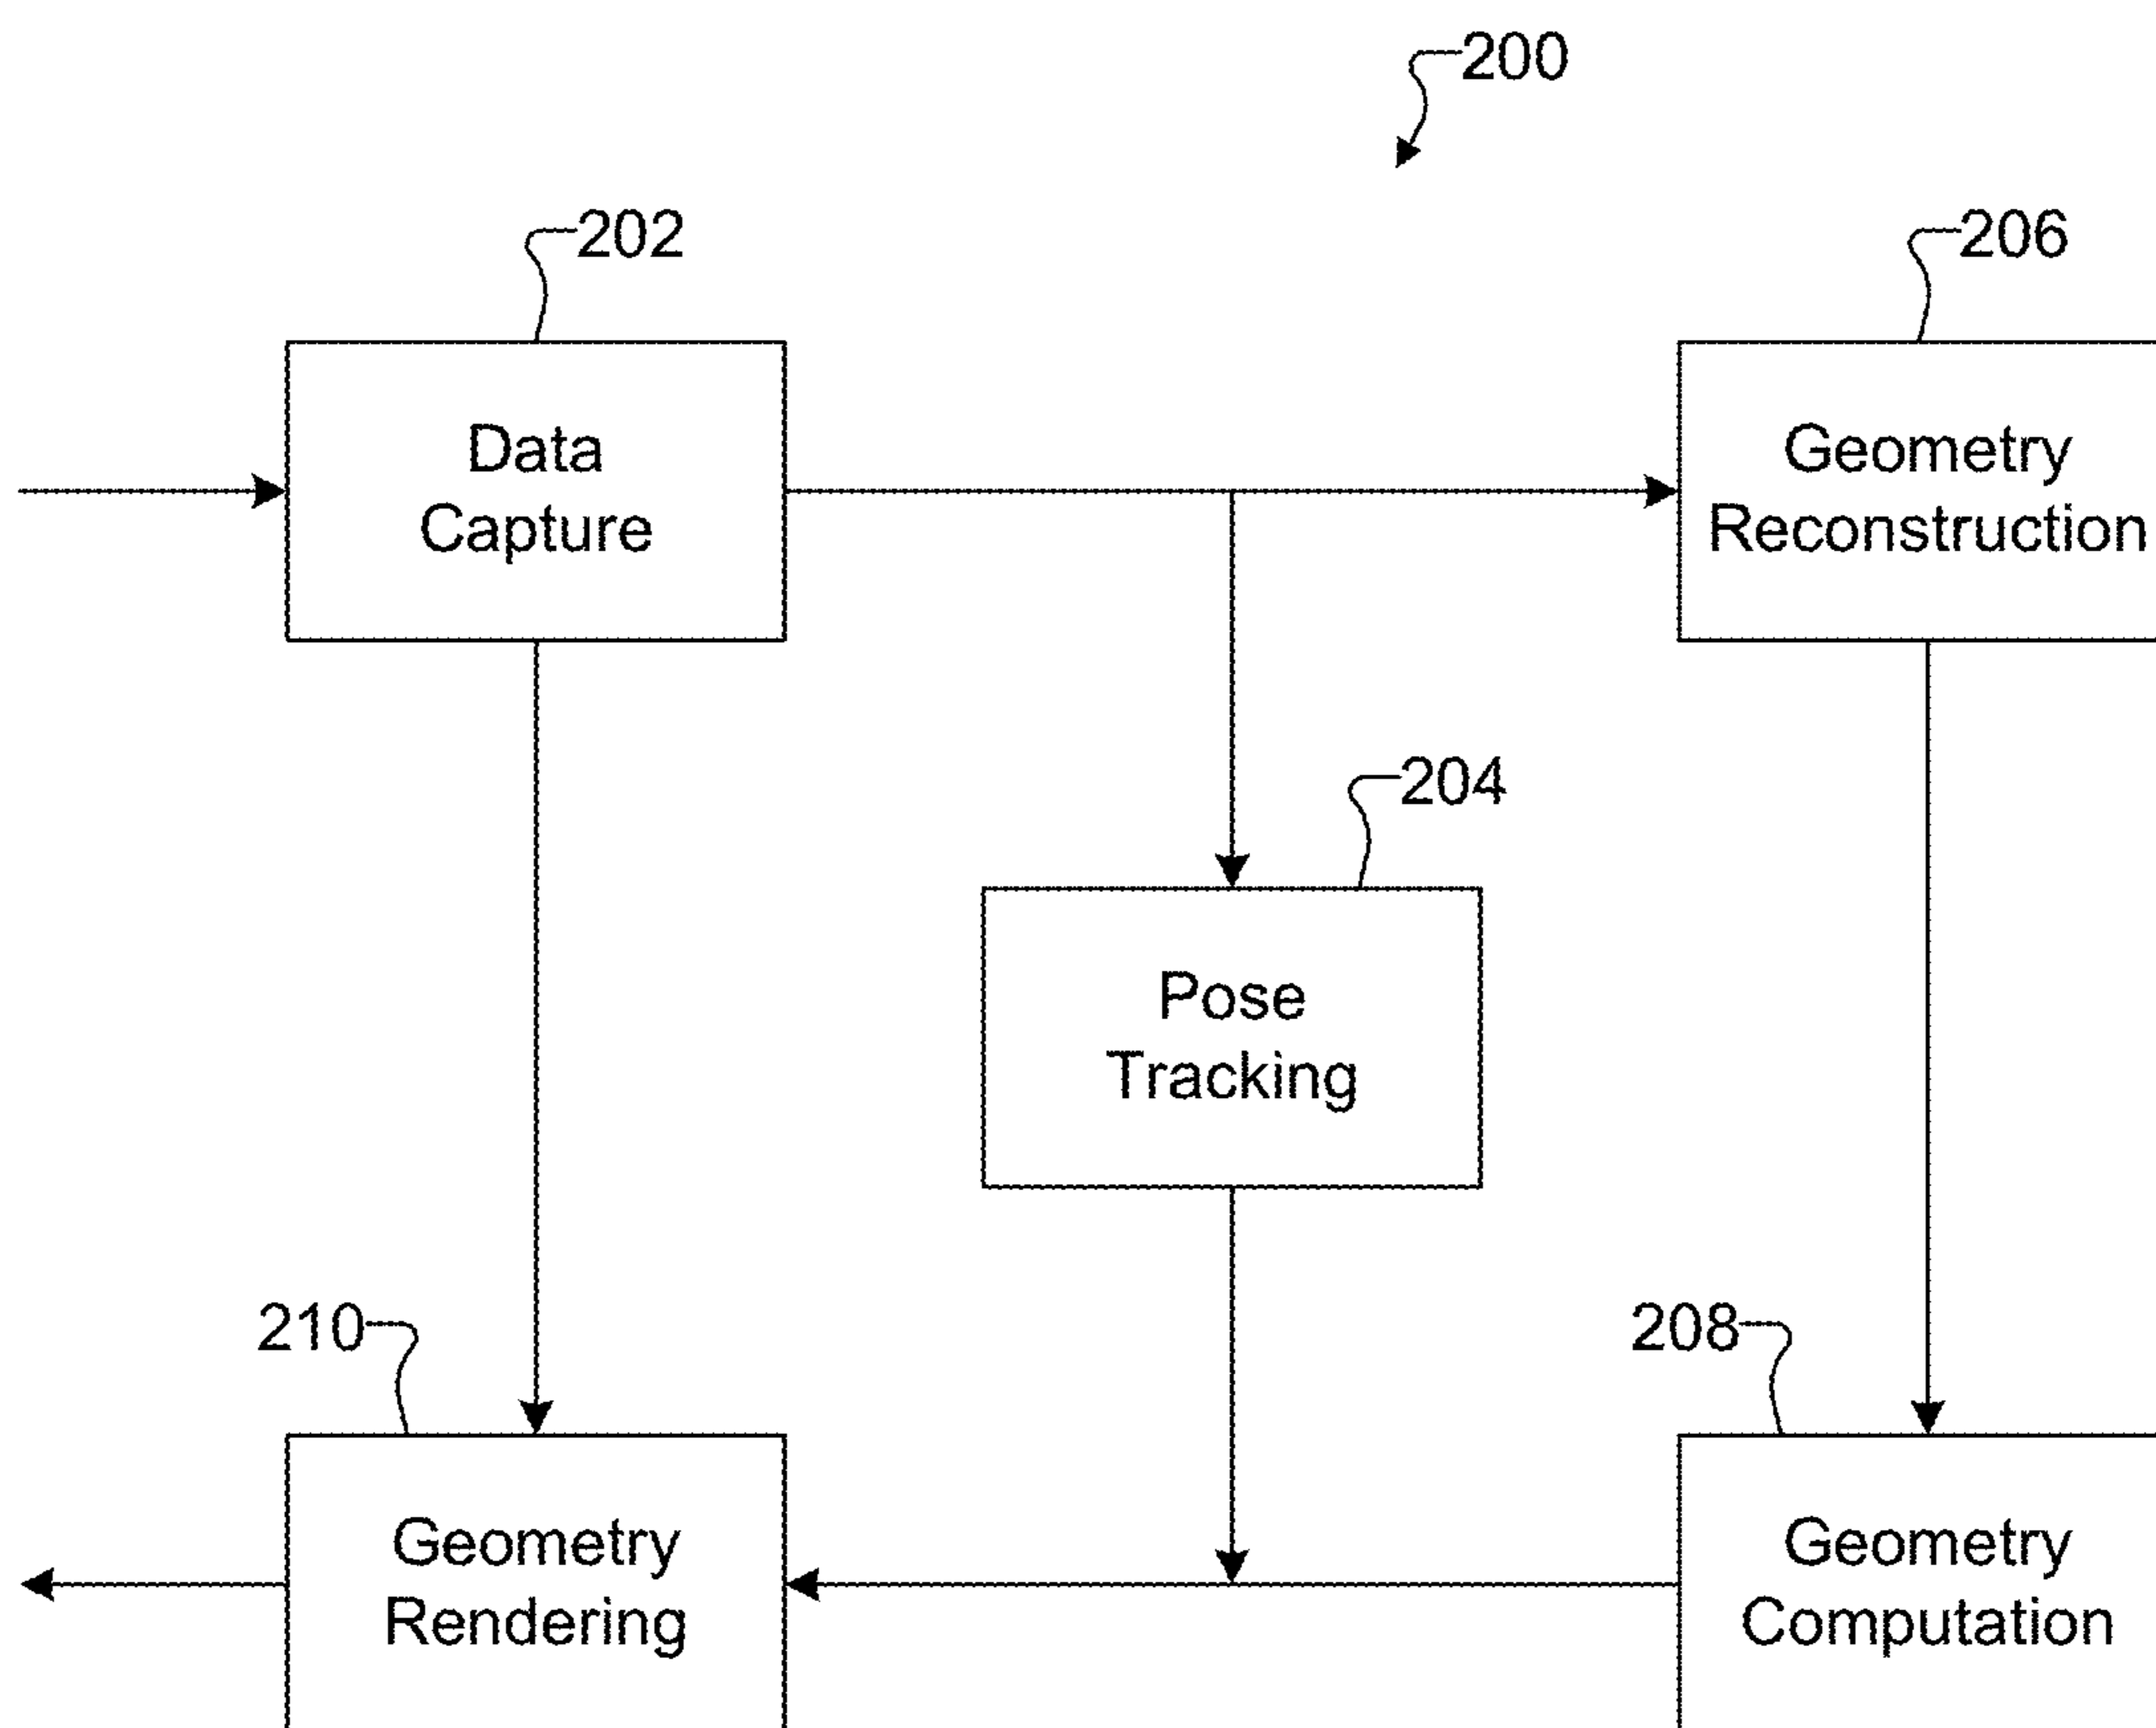 200
202
206
Data
Capture
Geometry
Reconstruction
204
Pose
Tracking
210
208
Geometry
Rendering
Geometry
Computation